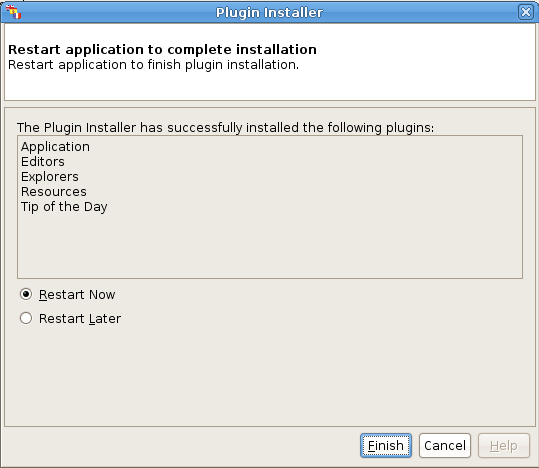 Plugin Installer
Restart application to complete installation
Restart application to finish plugin installation.
The Plugin Installer has successfully installed the following plugins:
Application
Editors
Explorers
Resources
Tip of the Day
Restart Now
Restart Later
Finish
Cancel
Help